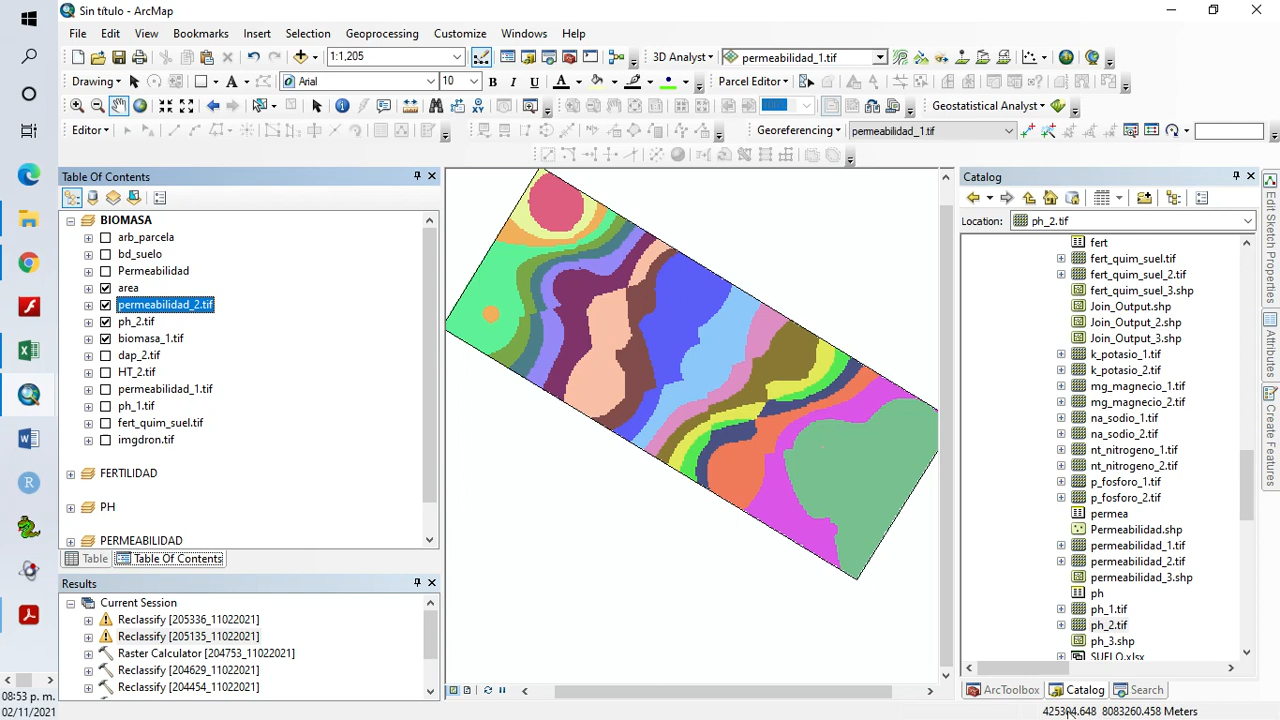 Sin título - ArcMap
File Edit View Bookmarks Insert Selection Geoprocessing Customize Windows Help
1:1,205
3D Analyst
permeabilidad_1.tif
Drawing
Arial
10
B I U A
Parcel Editor
Geostatistical Analyst
Editor
Georeferencing
permeabilidad_1.tif
Table Of Contents
BIOMASA
arb_parcela
bd_suelo
Permeabilidad
area
permeabilidad_2.tif
ph_2.tif
biomasa_1.tif
dap_2.tif
HT_2.tif
permeabilidad_1.tif
ph_1.tif
fert_quim_suel.tif
imgdron.tif
FERTILIDAD
PH
PERMEABILIDAD
Table
Table Of Contents
Results
Current Session
Reclassify [205336_11022021]
Reclassify [205135_11022021]
Raster Calculator [204753_11022021]
Reclassify [204629_11022021]
Reclassify [204454_11022021]
Catalog
Location:
ph_2.tif
fert
fert_quim_suel.tif
fert_quim_suel_2.tif
fert_quim_suel_3.shp
Join_Output.shp
Join_Output_2.shp
Join_Output_3.shp
k_potasio_1.tif
k_potasio_2.tif
mg_magnecio_1.tif
mg_magnecio_2.tif
na_sodio_1.tif
na_sodio_2.tif
nt_nitrogeno_1.tif
nt_nitrogeno_2.tif
p_fosforo_1.tif
p_fosforo_2.tif
permea
Permeabilidad.shp
permeabilidad_1.tif
permeabilidad_2.tif
permeabilidad_3.shp
ph
ph_1.tif
ph_2.tif
ph_3.shp
SUELO.xlsx
ArcToolbox
Catalog
Search
Edit Sketch Properties
Attributes
Create Features
08:53 p. m.
02/11/2021
8083260.458 Meters